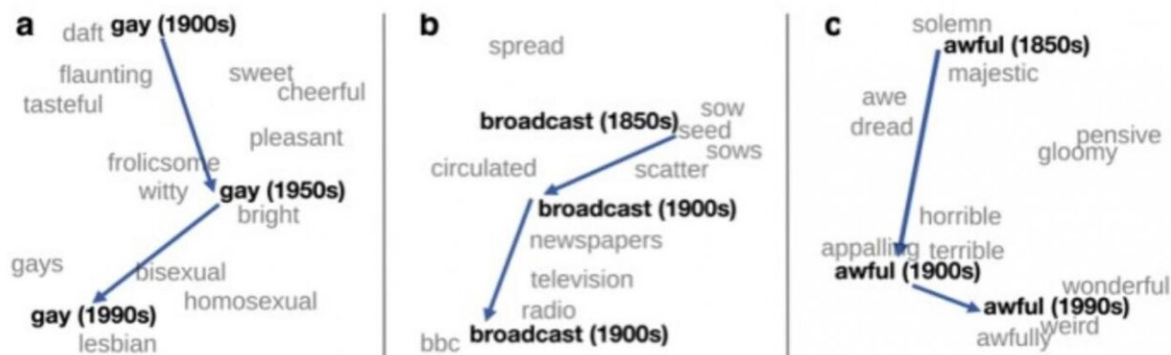 a
daft gay (1900s)
flaunting sweet
tasteful cheerful
pleasant
frolicsome
witty gay (1950s)
bright
gays bisexual
homosexual
gay (1990s)
lesbian
b
spread
broadcast (1850s) sow
seed
sows
circulated scatter
broadcast (1900s)
newspapers
television
radio
bbc broadcast (1900s)
c
solemn
awful (1850s)
majestic
awe
dread pensive
gloomy
horrible
appalling terrible
awful (1900s)
wonderful
awful (1990s)
weird
awfully